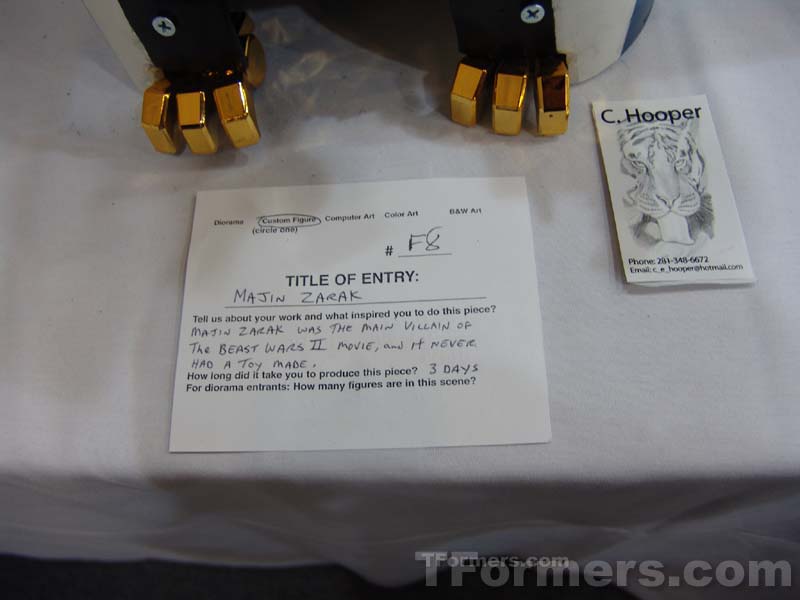 C. Hooper
Phone: 281-348-6672
Email: c_e_hooper@hotmail.com
Diorama Custom Figure Computer Art Color Art B&W Art
(circle one)
# F8
TITLE OF ENTRY:
MAJIN ZARAK
Tell us about your work and what inspired you to do this piece?
MAJIN ZARAK WAS THE MAIN VILLAIN OF
The BEAST WARS II MOVIE, and it NEVER
HAD A TOY MADE.
How long did it take you to produce this piece? 3 DAYS
For diorama entrants: How many figures are in this scene?
TFormers.com
TFormers.com